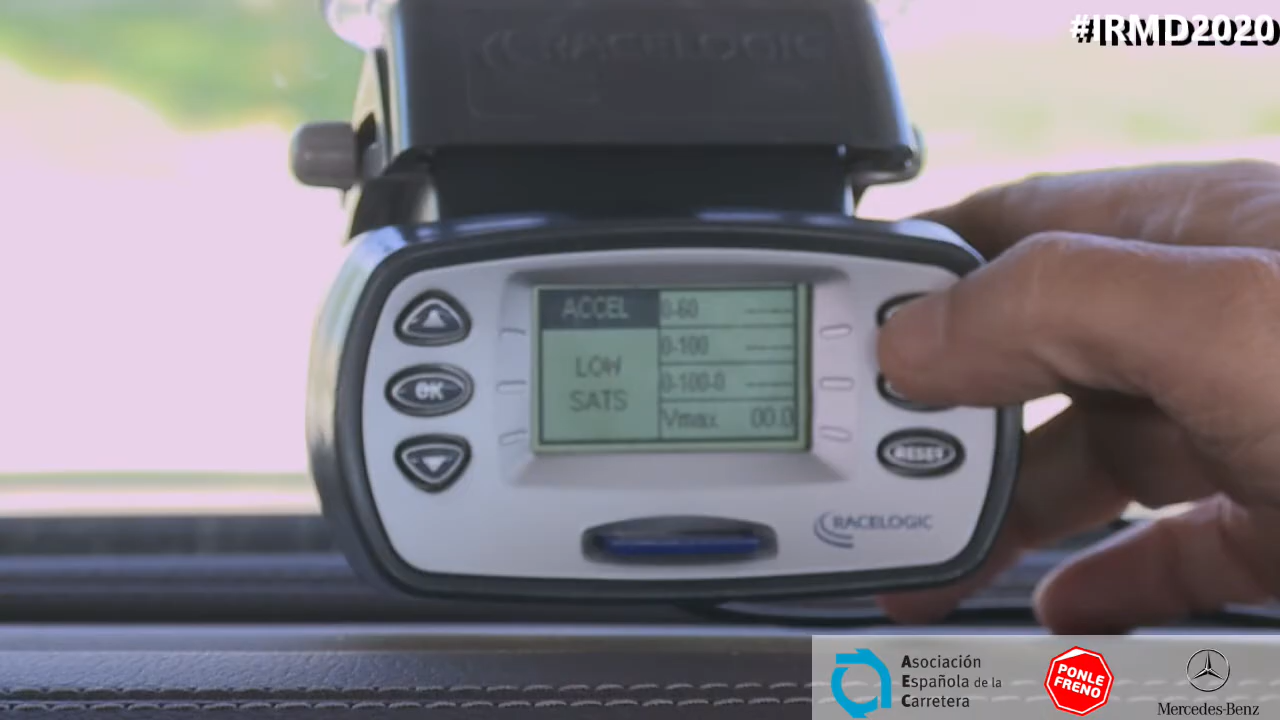 #IRMD2020
RACELOGIC
ACCEL
LOW
SATS
0-60 -----
0-100 -----
0-100-0 -----
Vmax 00.0
OK
RESET
RACELOGIC
Asociación
Española de la
Carretera
PONLE
FRENO
Mercedes-Benz